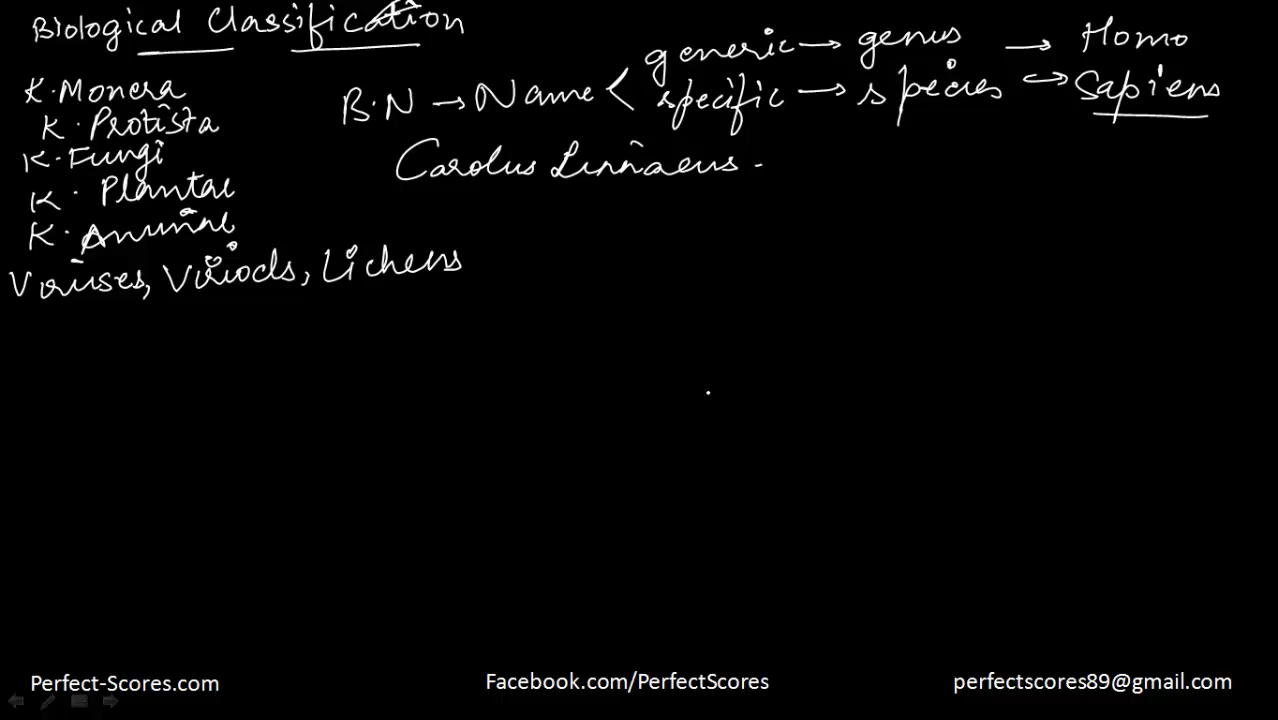 Biological Classification
K. Monera
K. Protista
K. Fungi
K. Plantae
K. Animal
Viruses, Viriods, Lichens
B.N → Name < generic → genus → Homo
specific → species → Sapiens
Carolus Linnaeus -
Perfect-Scores.com
Facebook.com/PerfectScores
perfectscores89@gmail.com